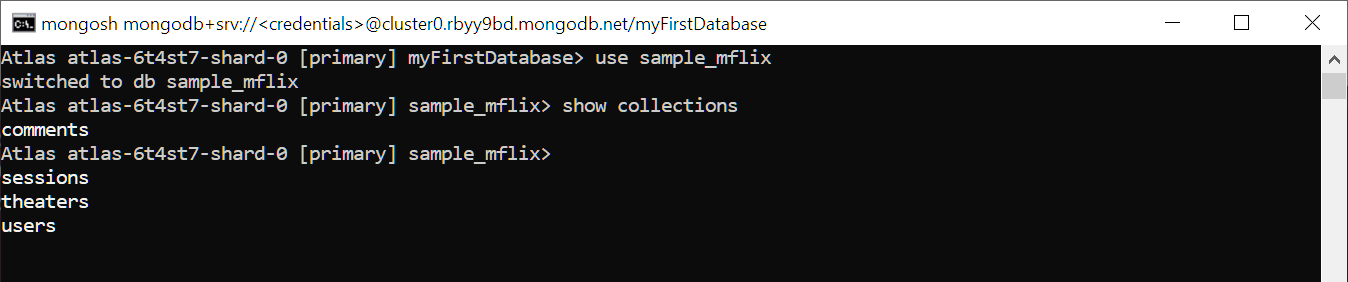 mongosh mongodb+srv://<credentials>@cluster0.rbyy9bd.mongodb.net/myFirstDatabase
Atlas atlas-6t4st7-shard-0 [primary] myFirstDatabase> use sample_mflix
switched to db sample_mflix
Atlas atlas-6t4st7-shard-0 [primary] sample_mflix> show collections
comments
Atlas atlas-6t4st7-shard-0 [primary] sample_mflix>
sessions
theaters
users